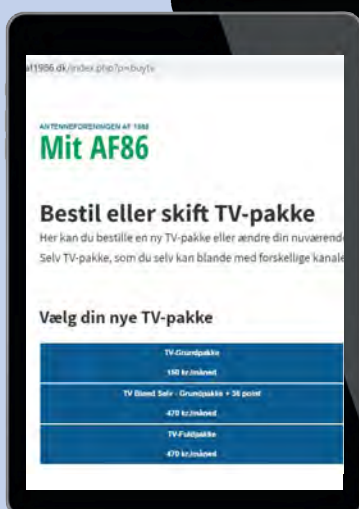 af1986.dk/index.php?p=buytv
ANTENNEFORENINGEN AF 1986
Mit AF86
Bestil eller skift TV-pakke
Her kan du bestille en ny TV-pakke eller ændre din nuværend
Selv TV-pakke, som du selv kan blande med forskellige kanale
Vælg din nye TV-pakke
TV-Grundpakke
150 kr./måned
TV Bland Selv - Grundpakke + 36 point
470 kr./måned
TV-Fuldpakke
470 kr./måned